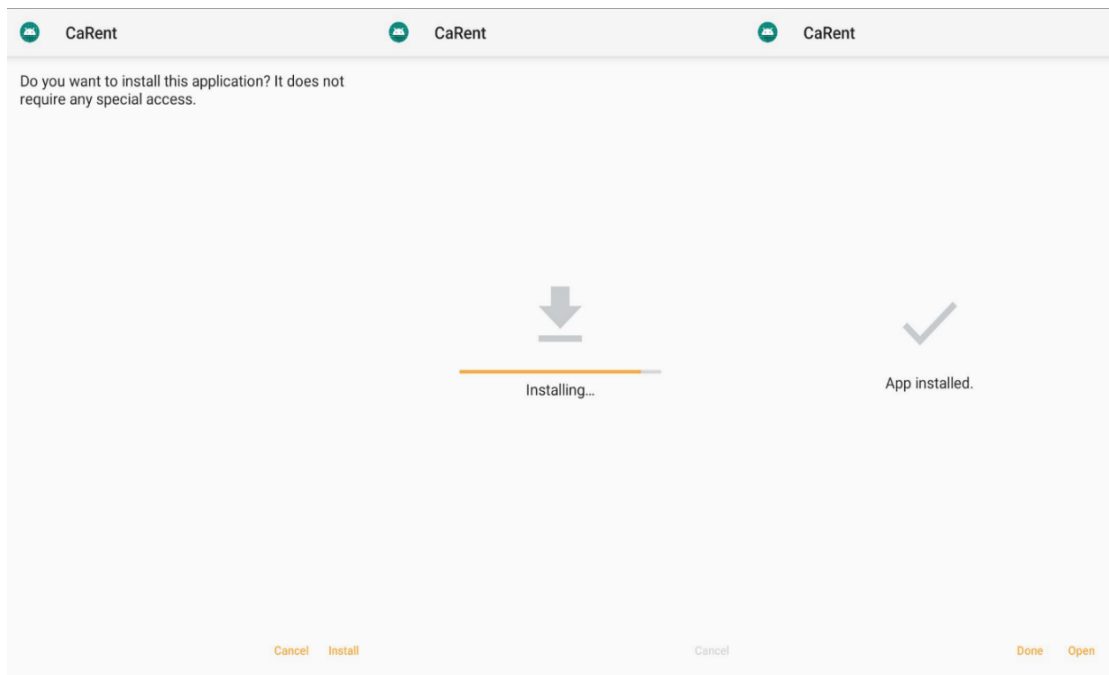 CaRent
Do you want to install this application? It does not
require any special access.
Cancel Install
CaRent
Installing...
Cancel
CaRent
App installed.
Done Open